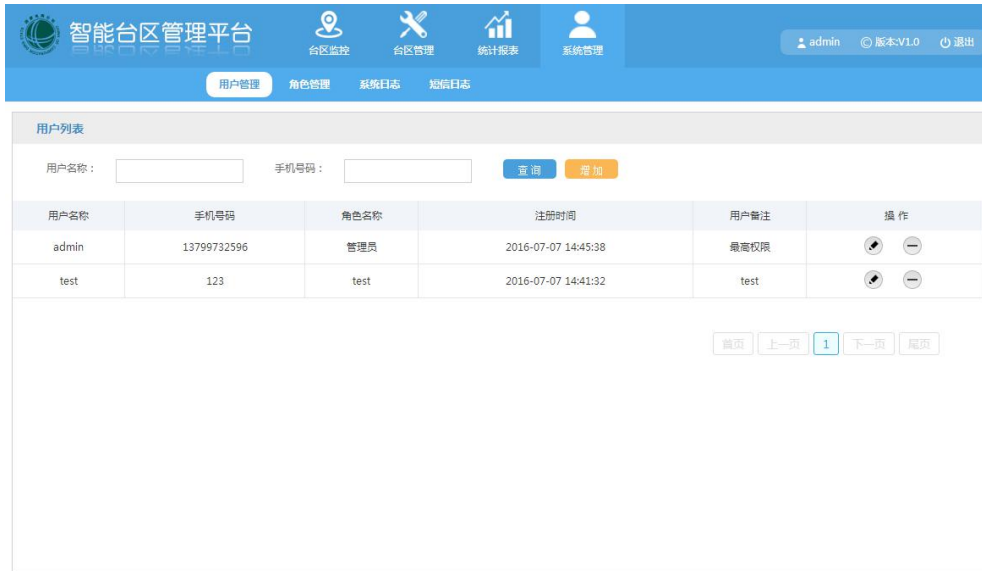 智能台区管理平台
台区监控 台区管理 统计报表 系统管理
admin ©版本:V1.0 退出
用户管理 角色管理 系统日志 短信日志
用户列表
用户名称： 手机号码： 查询 增加
用户名称 手机号码 角色名称 注册时间 用户备注 操作
admin 13799732596 管理员 2016-07-07 14:45:38 最高权限
test 123 test 2016-07-07 14:41:32 test
首页 上一页 1 下一页 尾页